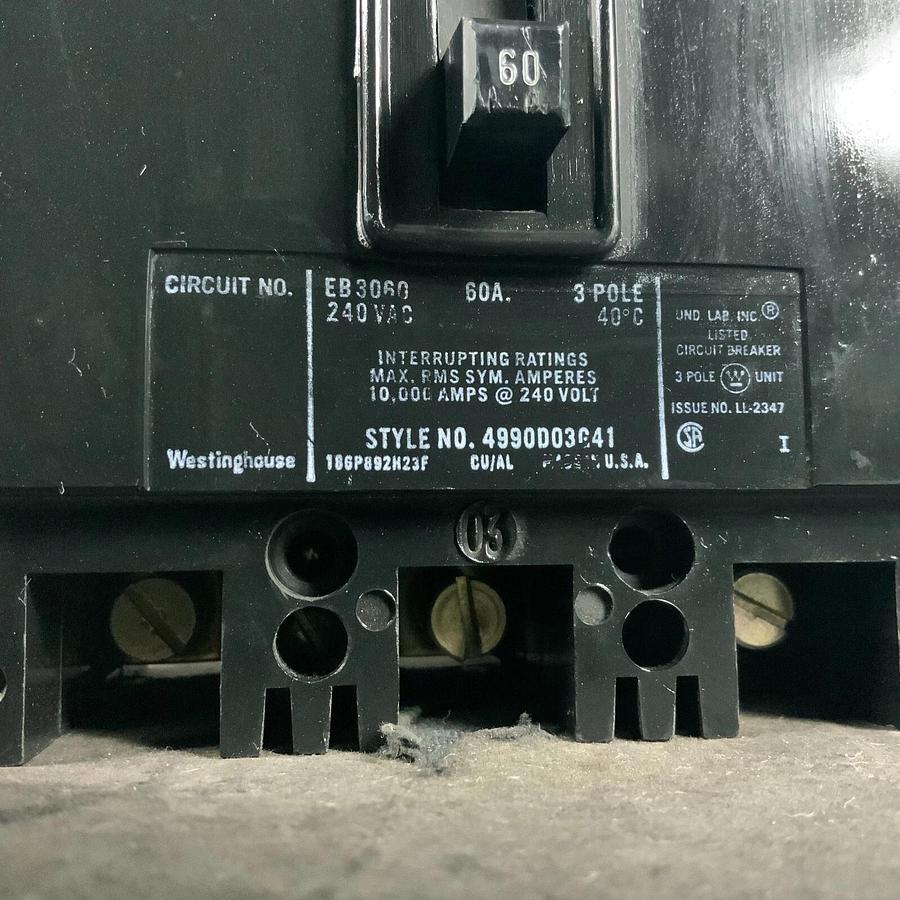 60
CIRCUIT NO.
Westinghouse
EB3060 60A. 3 POLE
240 VAC 40°C
INTERRUPTING RATINGS
MAX. RMS SYM. AMPERES
10,000 AMPS @ 240 VOLT
STYLE NO. 4990D03G41
186P892H23F CU/AL U.S.A.
UND. LAB. INC.®
LISTED
CIRCUIT BREAKER
3 POLE W UNIT
ISSUE NO. LL-2347
SA I
03